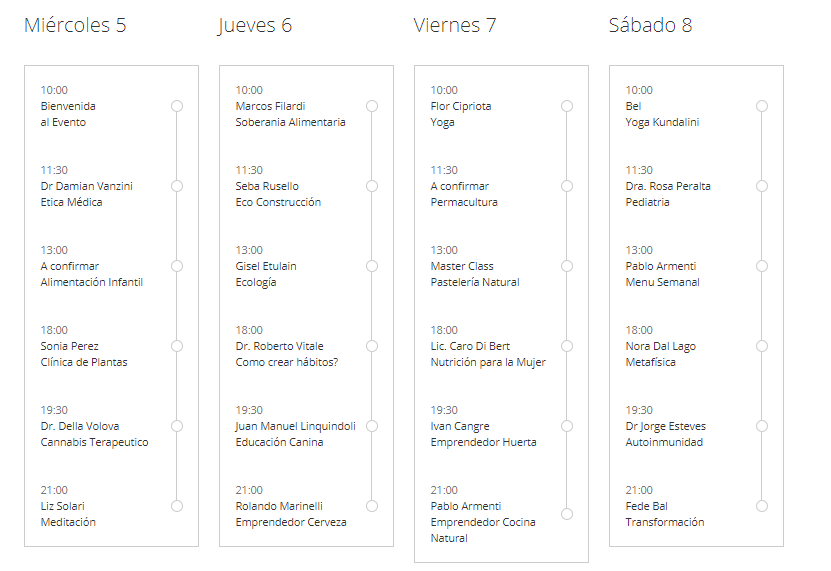 Miércoles 5
10:00
Bienvenida
al Evento
11:30
Dr Damian Vanzini
Etica Médica
13:00
A confirmar
Alimentación Infantil
18:00
Sonia Perez
Clínica de Plantas
19:30
Dr. Della Volova
Cannabis Terapeutico
21:00
Liz Solari
Meditación
Jueves 6
10:00
Marcos Filardi
Soberania Alimentaria
11:30
Seba Rusello
Eco Construcción
13:00
Gisel Etulain
Ecología
18:00
Dr. Roberto Vitale
Como crear hábitos?
19:30
Juan Manuel Linquindoli
Educación Canina
21:00
Rolando Marinelli
Emprendedor Cerveza
Viernes 7
10:00
Flor Cipriota
Yoga
11:30
A confirmar
Permacultura
13:00
Master Class
Pastelería Natural
18:00
Lic. Caro Di Bert
Nutrición para la Mujer
19:30
Ivan Cangre
Emprendedor Huerta
21:00
Pablo Armenti
Emprendedor Cocina
Natural
Sábado 8
10:00
Bel
Yoga Kundalini
11:30
Dra. Rosa Peralta
Pediatria
13:00
Pablo Armenti
Menu Semanal
18:00
Nora Dal Lago
Metafísica
19:30
Dr Jorge Esteves
Autoinmunidad
21:00
Fede Bal
Transformación